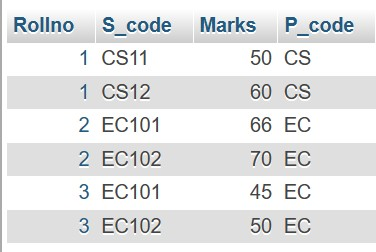 Rollno S_code Marks P_code
1 CS11 50 CS
1 CS12 60 CS
2 EC101 66 EC
2 EC102 70 EC
3 EC101 45 EC
3 EC102 50 EC